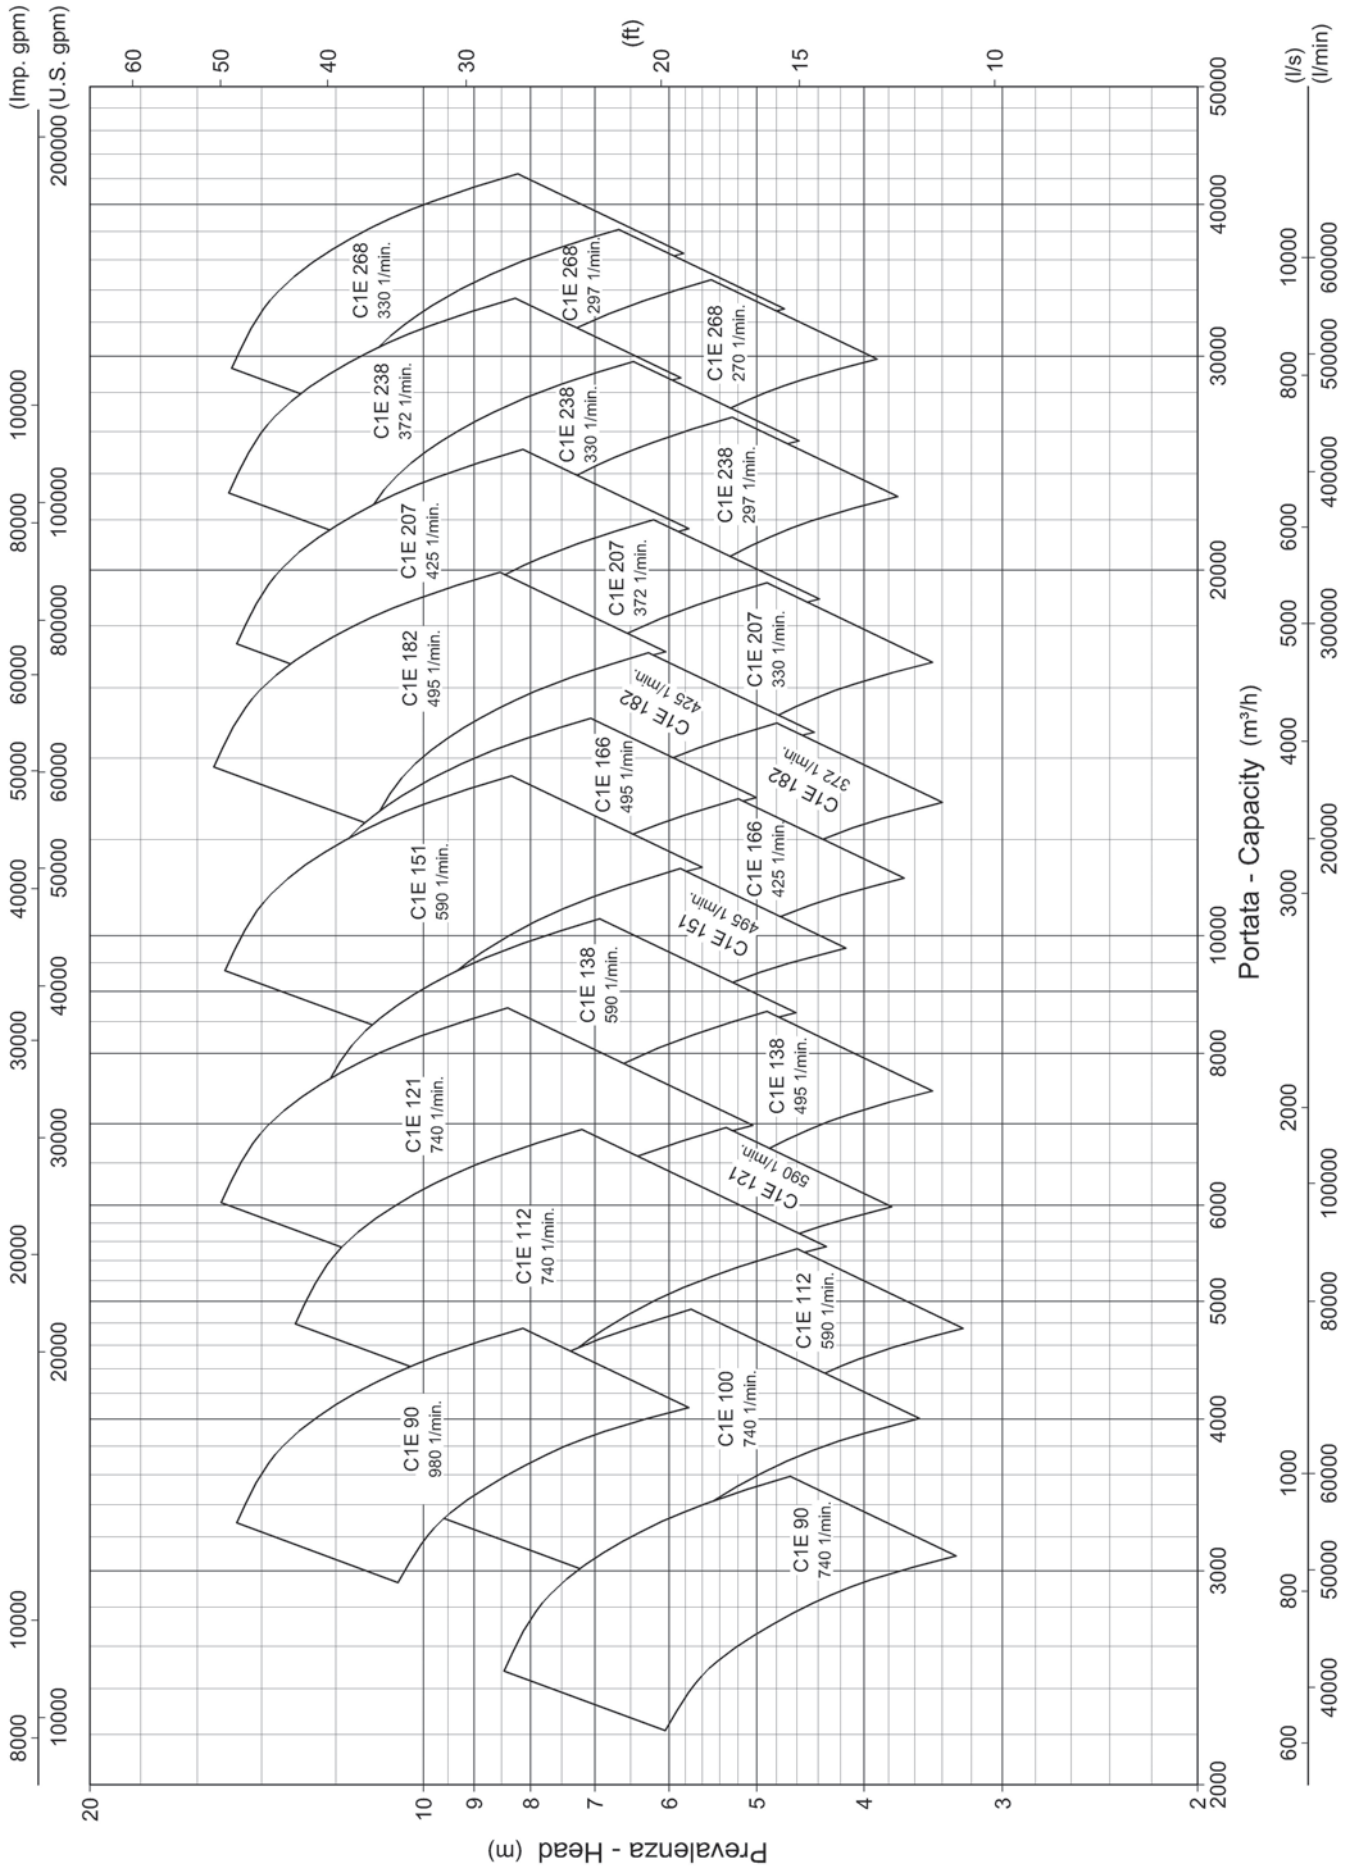 (Imp. gpm)
8000
10000
20000
30000
40000
50000
60000
80000
100000
(U.S. gpm)
10000
20000
30000
40000
50000
60000
800000
100000
200000
Prevalenza - Head (m)
20
10
9
8
7
6
5
4
3
2
(ft)
60
50
40
30
20
15
10
C1E 268
330 1/min.
C1E 268
297 1/min.
C1E 268
270 1/min.
C1E 238
372 1/min.
C1E 238
330 1/min.
C1E 238
297 1/min.
C1E 207
425 1/min.
C1E 207
372 1/min.
C1E 207
330 1/min.
C1E 182
495 1/min.
C1E 182
425 1/min.
C1E 182
372 1/min.
C1E 166
495 1/min.
C1E 166
425 1/min.
C1E 151
590 1/min.
C1E 151
495 1/min.
C1E 138
590 1/min.
C1E 138
495 1/min.
C1E 121
740 1/min.
C1E 121
590 1/min.
C1E 112
740 1/min.
C1E 112
590 1/min.
C1E 100
740 1/min.
C1E 90
980 1/min.
C1E 90
740 1/min.
2000
3000
4000
5000
6000
8000
10000
20000
30000
40000
50000
Portata - Capacity (m³/h)
600
800
1000
2000
3000
4000
5000
6000
8000
10000
(l/s)
40000
50000
60000
80000
100000
200000
300000
400000
500000
600000
(l/min)